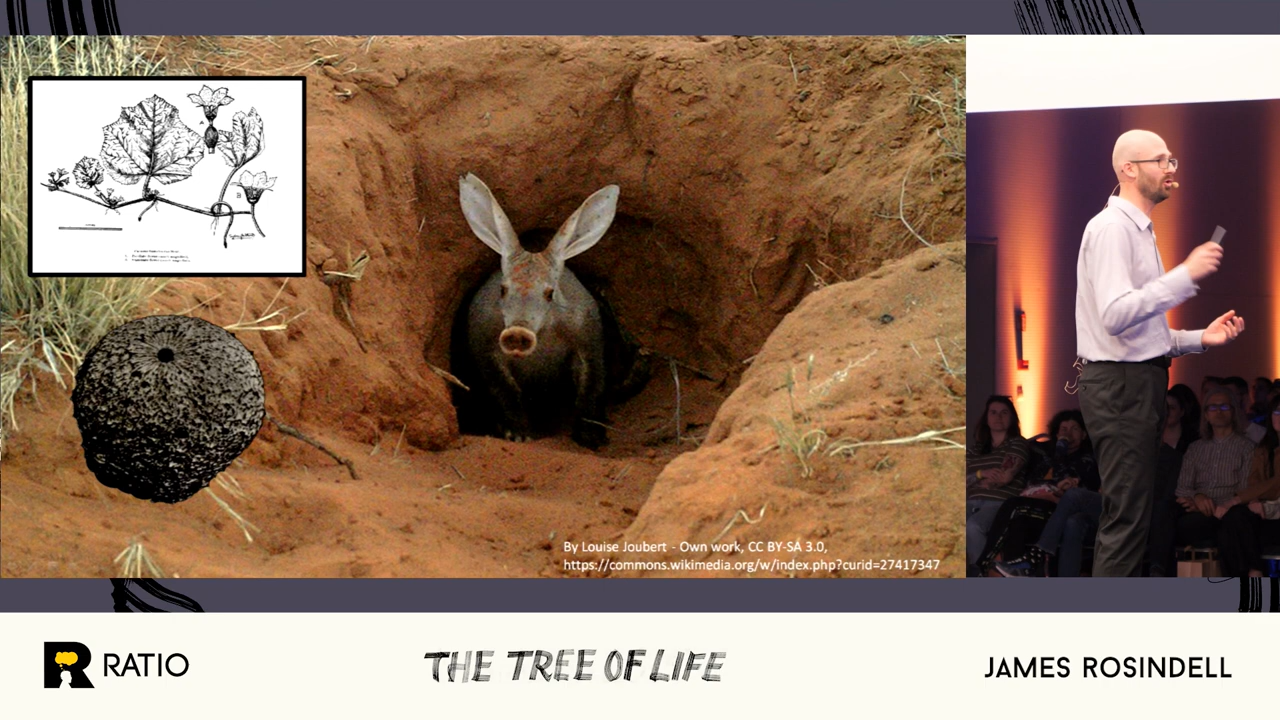 By Louise Joubert - Own work, CC BY-SA 3.0,
https://commons.wikimedia.org/w/index.php?curid=27417347
RATIO
THE TREE OF LIFE
JAMES ROSINDELL